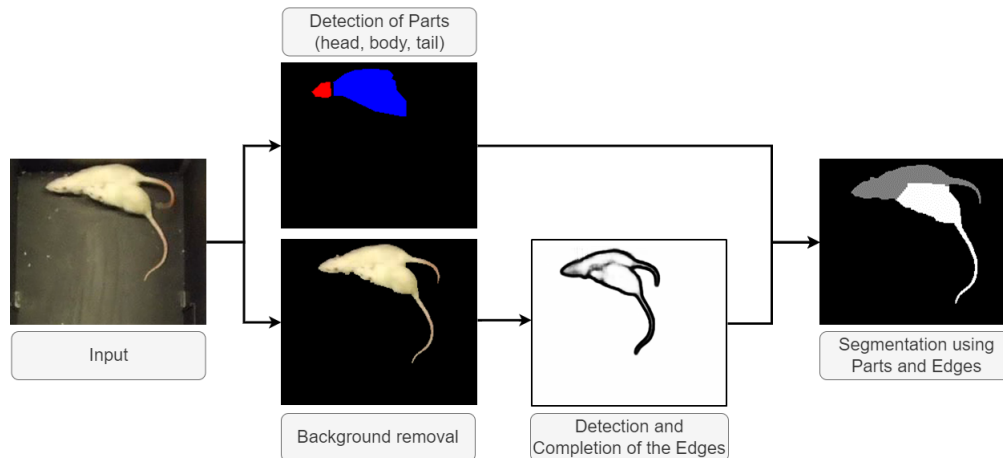 Detection of Parts
(head, body, tail)
Input
Background removal
Detection and
Completion of the Edges
Segmentation using
Parts and Edges